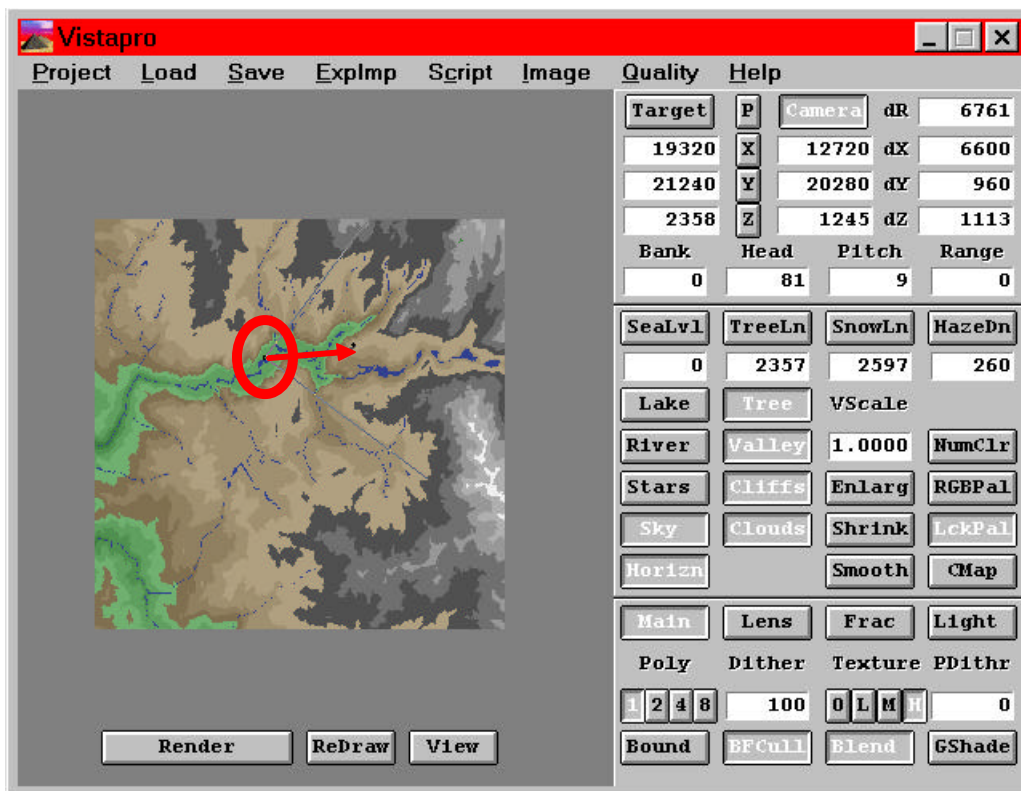 Vistapro
Project Load Save ExpImp Script Image Quality Help
Target P Camera dR 6761
19320 X 12720 dX 6600
21240 Y 20280 dY 960
2358 Z 1245 dZ 1113
Bank Head Pitch Range
0 81 9 0
SeaLvl TreeLn SnowLn HazeDn
0 2357 2597 260
Lake Tree VScale
River Valley 1.0000 NumClr
Stars Cliffs Enlarg RGBPal
Sky Clouds Shrink LckPal
Horizn Smooth CMap
Main Lens Frac Light
Poly Dither Texture PDithr
1 2 4 8 100 O L M H 0
Render ReDraw View Bound BFCull Blend GShade